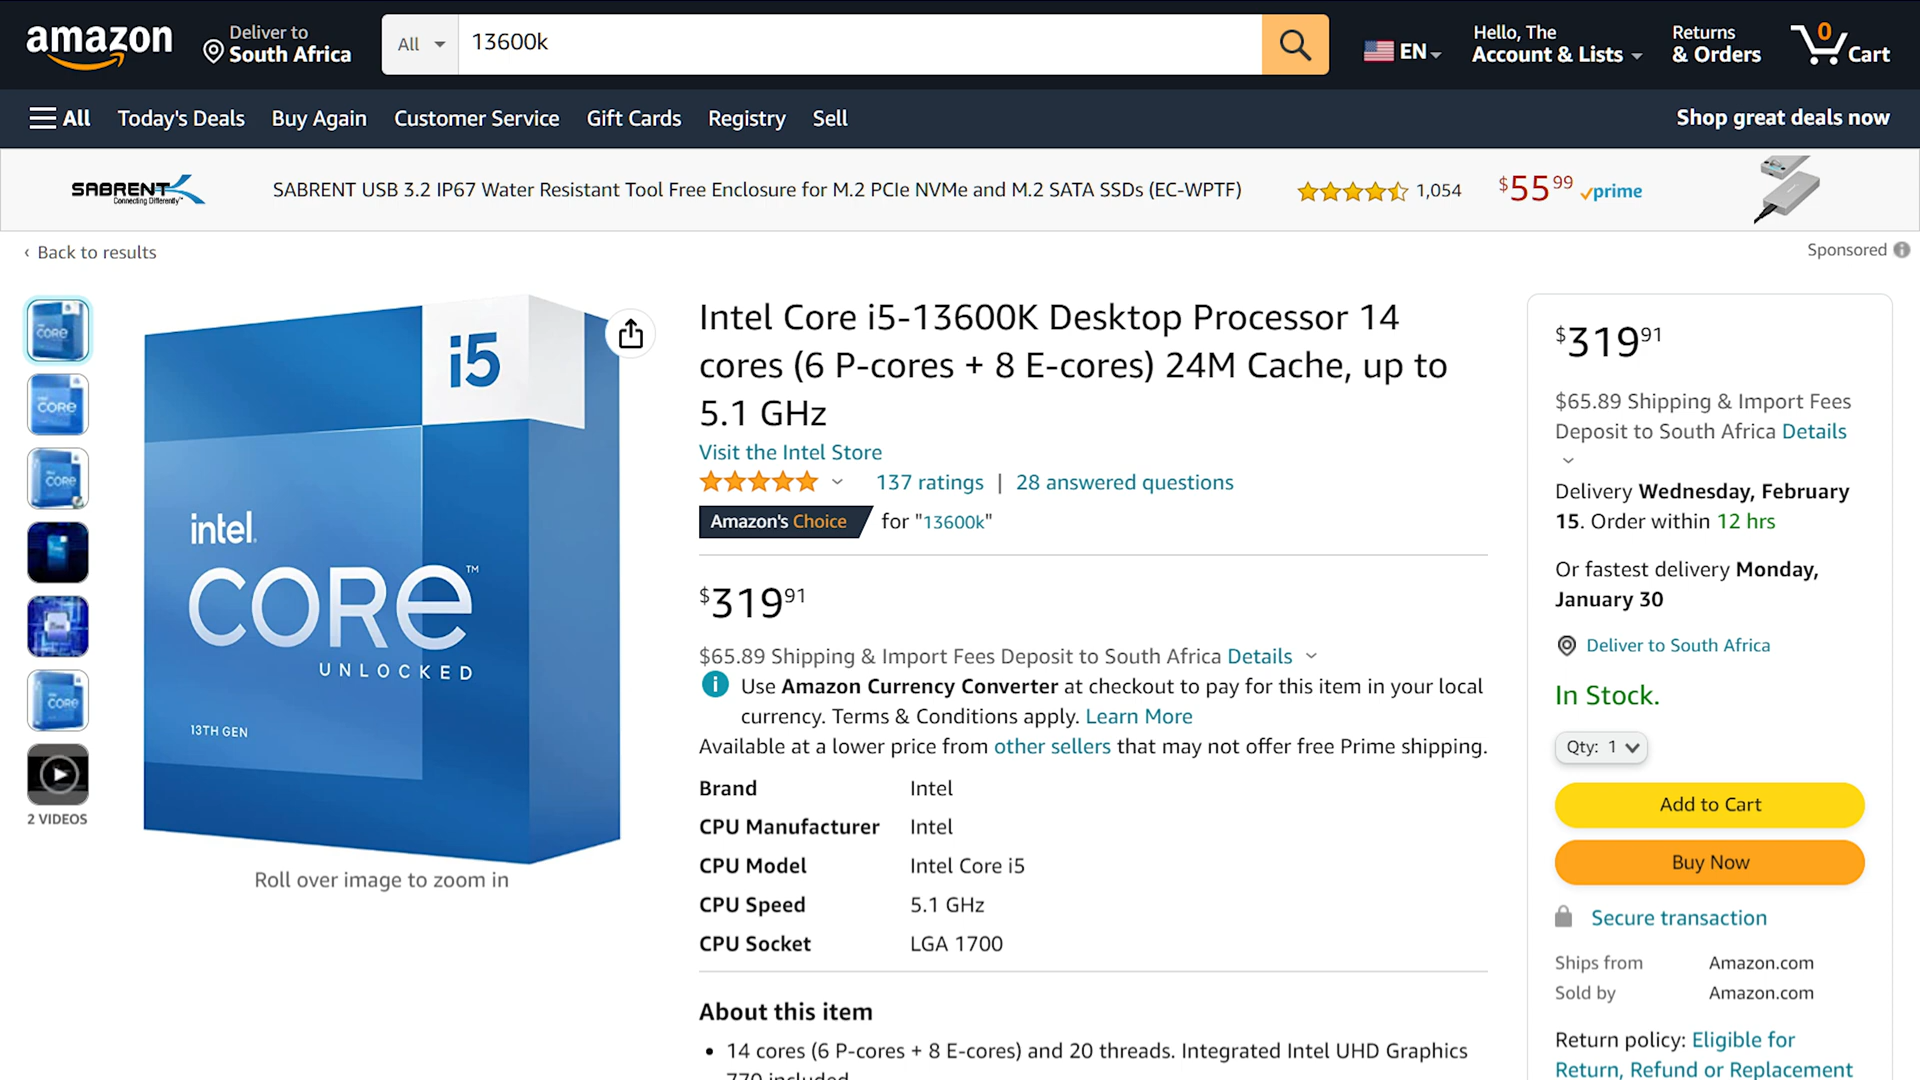 amazon
Deliver to
South Africa
All
13600k
EN
Hello, The
Account & Lists
Returns
& Orders
0
Cart
All
Today's Deals
Buy Again
Customer Service
Gift Cards
Registry
Sell
Shop great deals now
SABRENT
Connecting Differently™
SABRENT USB 3.2 IP67 Water Resistant Tool Free Enclosure for M.2 PCIe NVMe and M.2 SATA SSDs (EC-WPTF)
1,054
$55 99
prime
‹ Back to results
Sponsored
i5
intel.
CORE™
UNLOCKED
13TH GEN
2 VIDEOS
Roll over image to zoom in
Intel Core i5-13600K Desktop Processor 14
cores (6 P-cores + 8 E-cores) 24M Cache, up to
5.1 GHz
Visit the Intel Store
137 ratings | 28 answered questions
Amazon's Choice for "13600k"
$319 91
$65.89 Shipping & Import Fees Deposit to South Africa Details
Use Amazon Currency Converter at checkout to pay for this item in your local
currency. Terms & Conditions apply. Learn More
Available at a lower price from other sellers that may not offer free Prime shipping.
Brand Intel
CPU Manufacturer Intel
CPU Model Intel Core i5
CPU Speed 5.1 GHz
CPU Socket LGA 1700
About this item
• 14 cores (6 P-cores + 8 E-cores) and 20 threads. Integrated Intel UHD Graphics
770 included
$319 91
$65.89 Shipping & Import Fees
Deposit to South Africa Details
Delivery Wednesday, February
15. Order within 12 hrs
Or fastest delivery Monday,
January 30
Deliver to South Africa
In Stock.
Qty: 1
Add to Cart
Buy Now
Secure transaction
Ships from Amazon.com
Sold by Amazon.com
Return policy: Eligible for
Return, Refund or Replacement